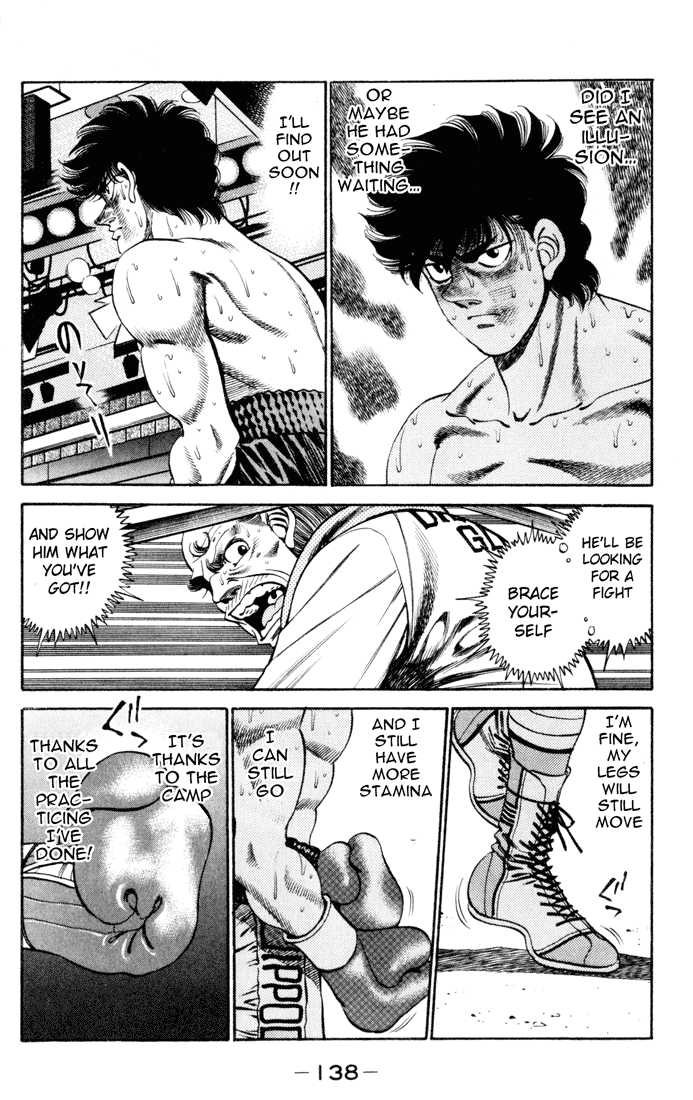 DID I
SEE AN
ILLU-
SION...
OR
MAYBE
HE HAD
SOME-
THING
WAITING...
I'LL
FIND
OUT
SOON
!!
のッ
HE'LL BE
LOOKING
FOR A
FIGHT
BRACE
YOUR-
SELF
AND SHOW
HIM WHAT
YOU'VE
GOT!!
I'M
FINE,
MY
LEGS
WILL
STILL
MOVE
AND I
STILL
HAVE
MORE
STAMINA
I
CAN
STILL
GO
IPPO
IT'S
THANKS
TO THE
CAMP
THANKS
TO ALL
THE
PRAC-
TICING
I'VE
DONE!
-138-